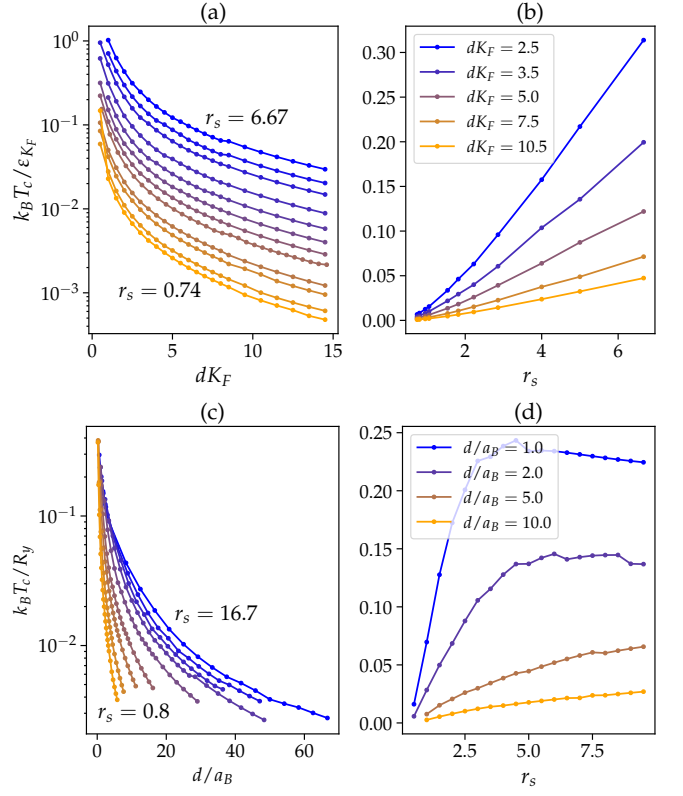 (a)
k_B T_c/ε_{K_F}
10^0
10^{-1}
10^{-2}
10^{-3}
r_s = 6.67
r_s = 0.74
0 5 10 15
dK_F
(b)
0.30
0.25
0.20
0.15
0.10
0.05
0.00
dK_F = 2.5
dK_F = 3.5
dK_F = 5.0
dK_F = 7.5
dK_F = 10.5
2 4 6
r_s
(c)
k_B T_c/R_y
10^{-1}
10^{-2}
r_s = 16.7
r_s = 0.8
0 20 40 60
d/a_B
(d)
0.25
0.20
0.15
0.10
0.05
0.00
d/a_B = 1.0
d/a_B = 2.0
d/a_B = 5.0
d/a_B = 10.0
2.5 5.0 7.5
r_s